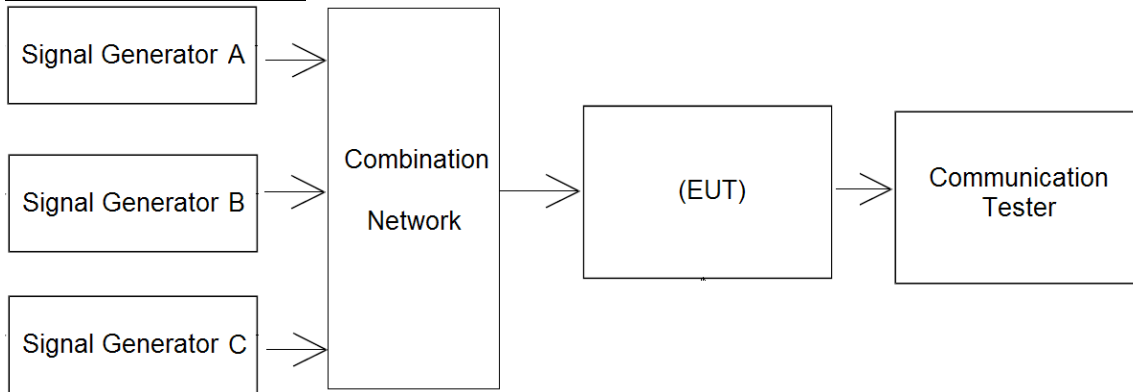 Signal Generator A
Signal Generator B
Signal Generator C
Combination
Network
(EUT)
Communication
Tester